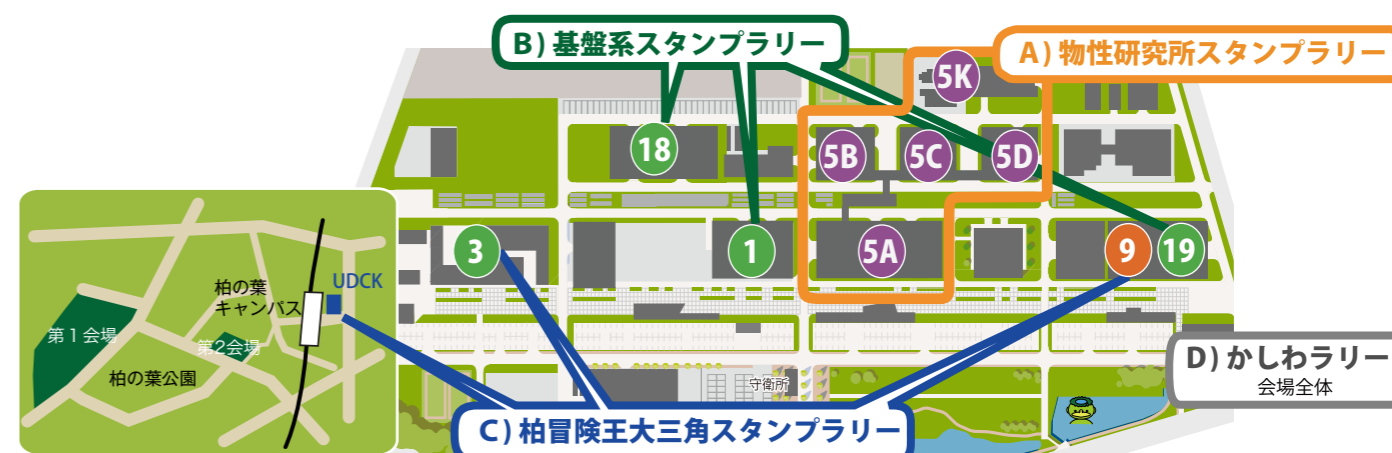 B) 基盤系スタンプラリー
A) 物性研究所スタンプラリー
5K
18
5B
5C
5D
3
1
5A
9
19
UDCK
柏の葉
キャンパス
第1会場
第2会場
柏の葉公園
守衛所
D) かしわラリー
会場全体
C) 柏冒険王大三角スタンプラリー